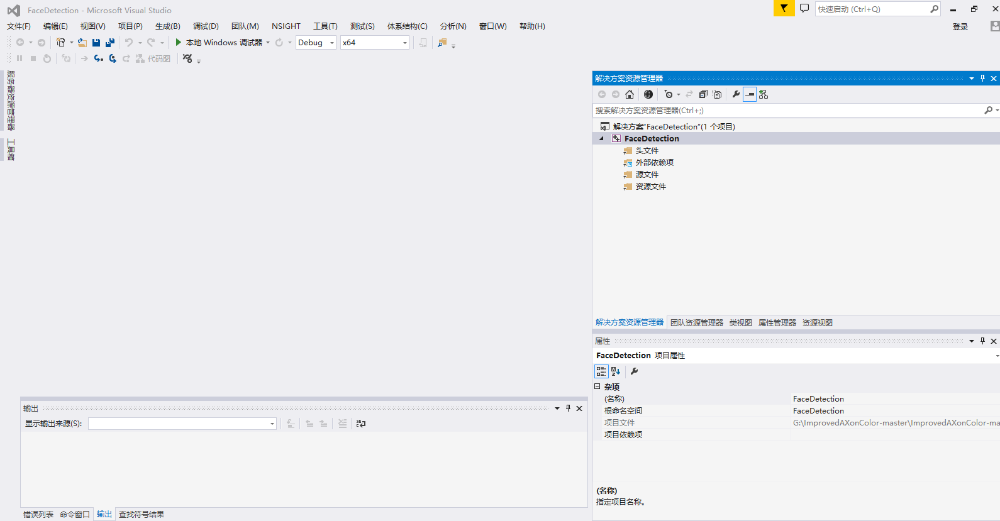 FaceDetection - Microsoft Visual Studio
快速启动 (Ctrl+Q)
文件(F) 编辑(E) 视图(V) 项目(P) 生成(B) 调试(D) 团队(M) NSIGHT 工具(T) 测试(S) 体系结构(C) 分析(N) 窗口(W) 帮助(H)
登录
本地 Windows 调试器 Debug x64
代码图
服务器资源管理器
工具箱
解决方案资源管理器
搜索解决方案资源管理器(Ctrl+;)
解决方案“FaceDetection”(1 个项目)
FaceDetection
头文件
外部依赖项
源文件
资源文件
解决方案资源管理器 团队资源管理器 类视图 属性管理器 资源视图
属性
FaceDetection 项目属性
杂项
(名称) FaceDetection
根命名空间 FaceDetection
项目文件 G:\ImprovedAXonColor-master\ImprovedAXonColor-ma
项目依赖项
(名称)
指定项目名称。
输出
显示输出来源(S):
错误列表 命令窗口 输出 查找符号结果